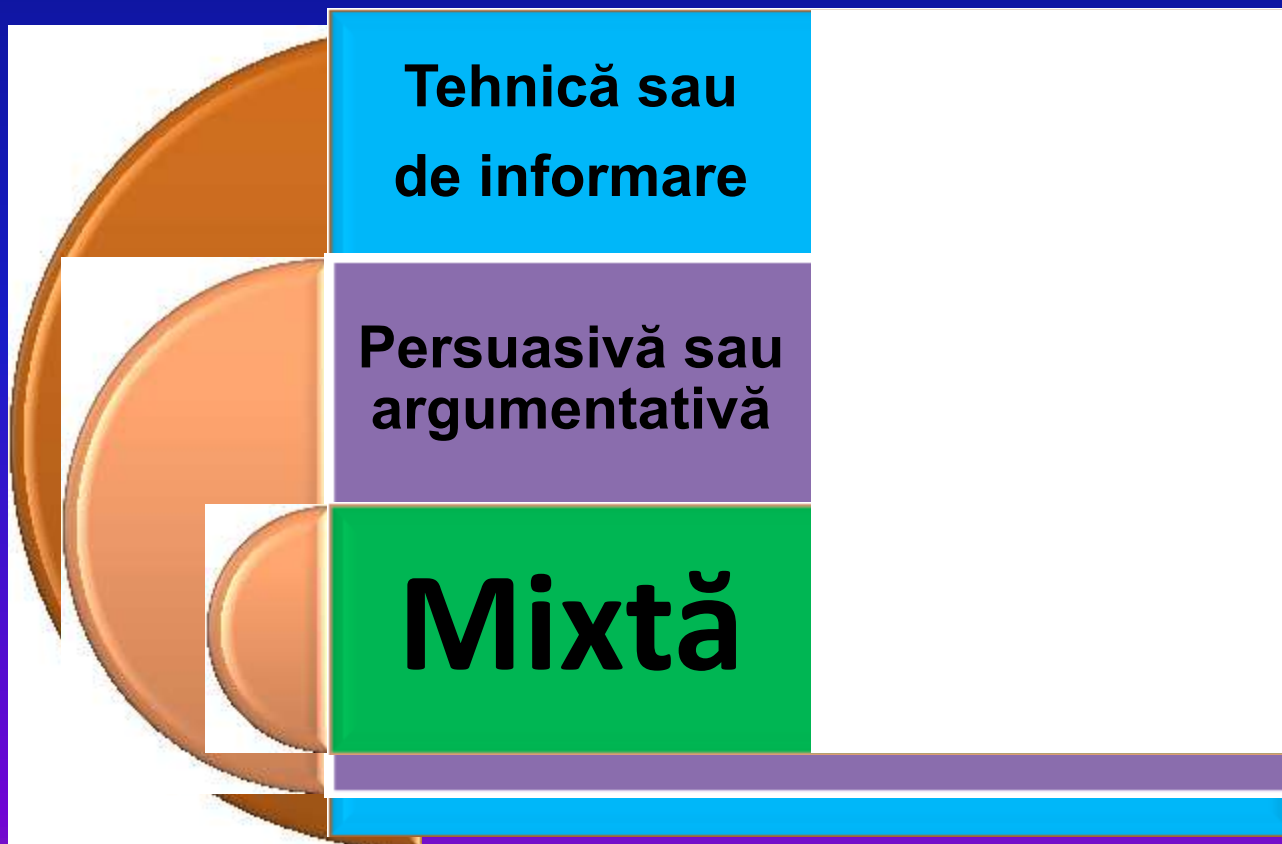 Tehnică sau
de informare
Persuasivă sau
argumentativă
Mixtă